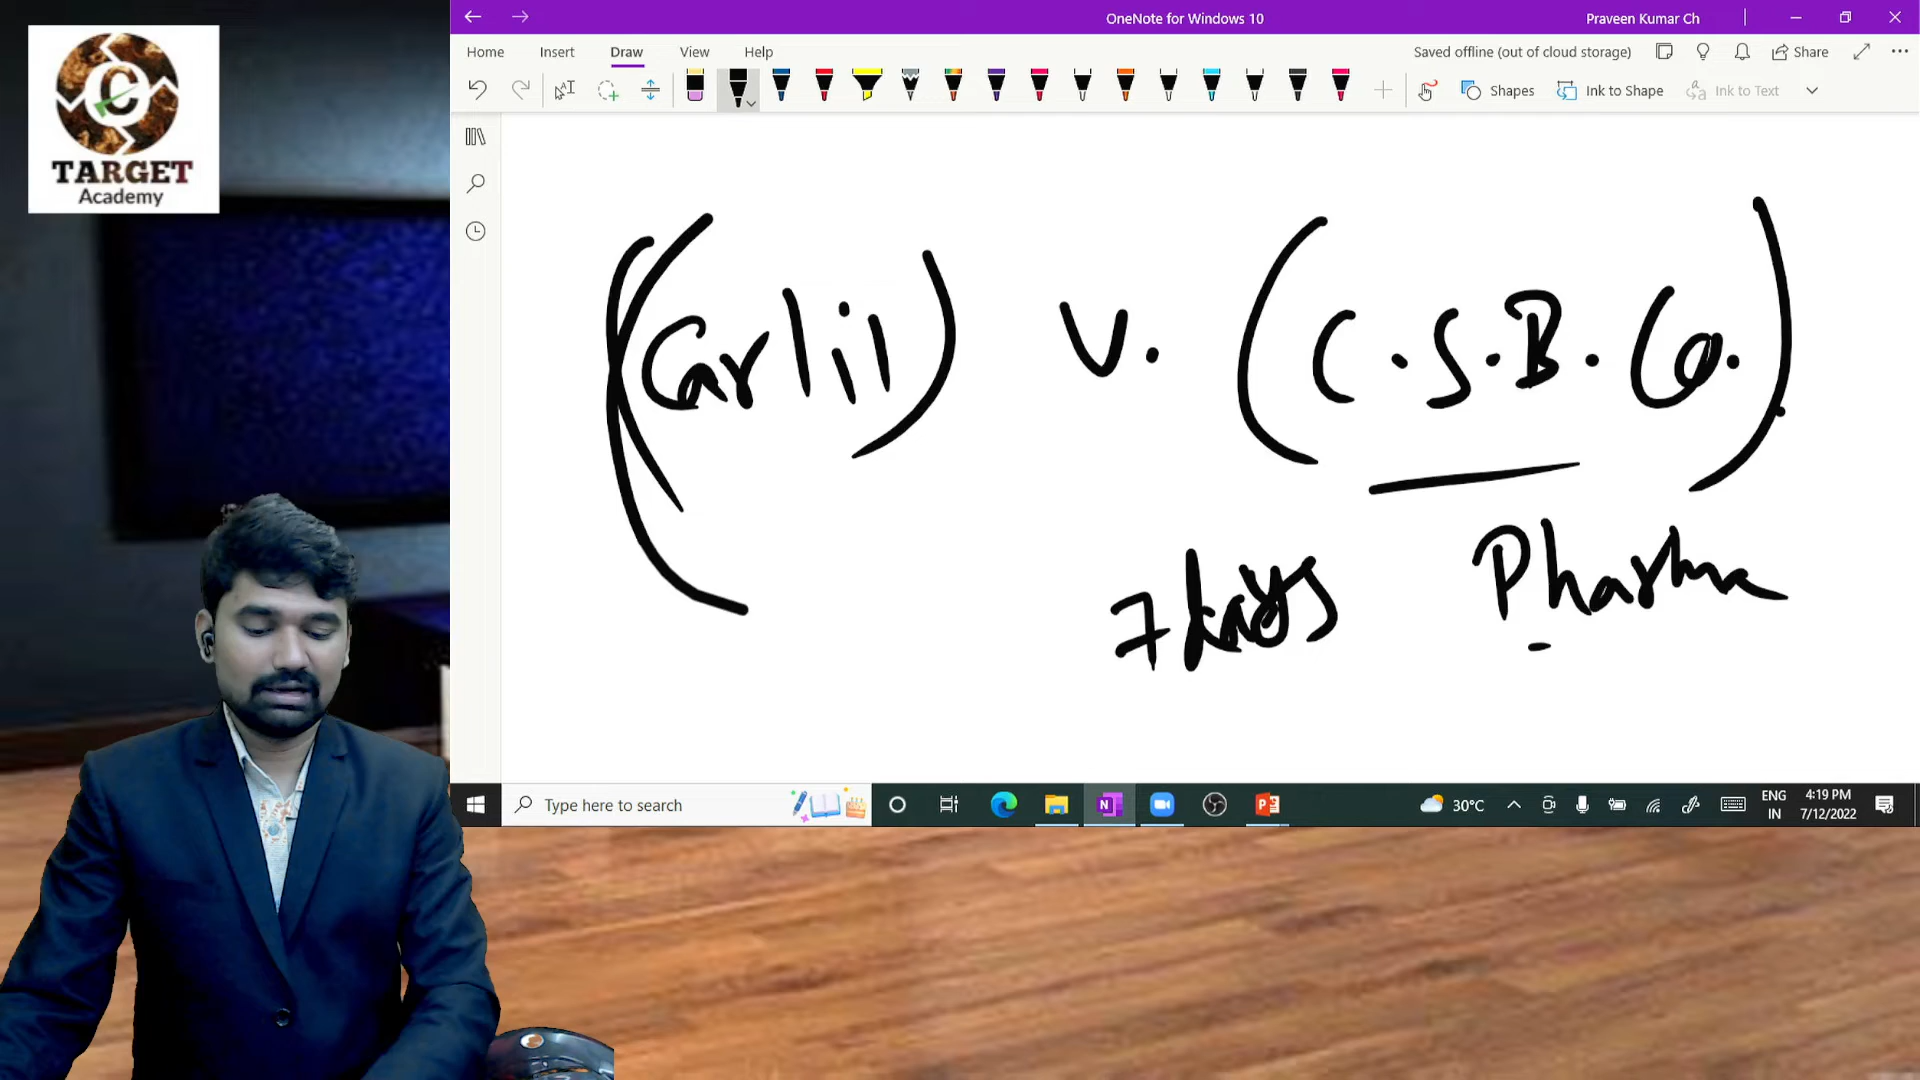 C
TARGET
Academy
OneNote for Windows 10
Praveen Kumar Ch
Home Insert Draw View Help
Saved offline (out of cloud storage)
Share
Shapes
Ink to Shape
Ink to Text
(Carlil) V. (C.S.B.Co.)
7 days
Pharma
Type here to search
30°C
ENG
IN
4:19 PM
7/12/2022